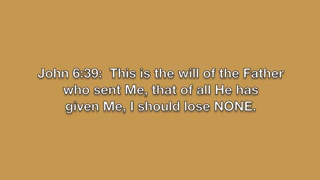 John 6:39:  This is the will of the Father
who sent Me, that of all He has
given Me, I should lose NONE.